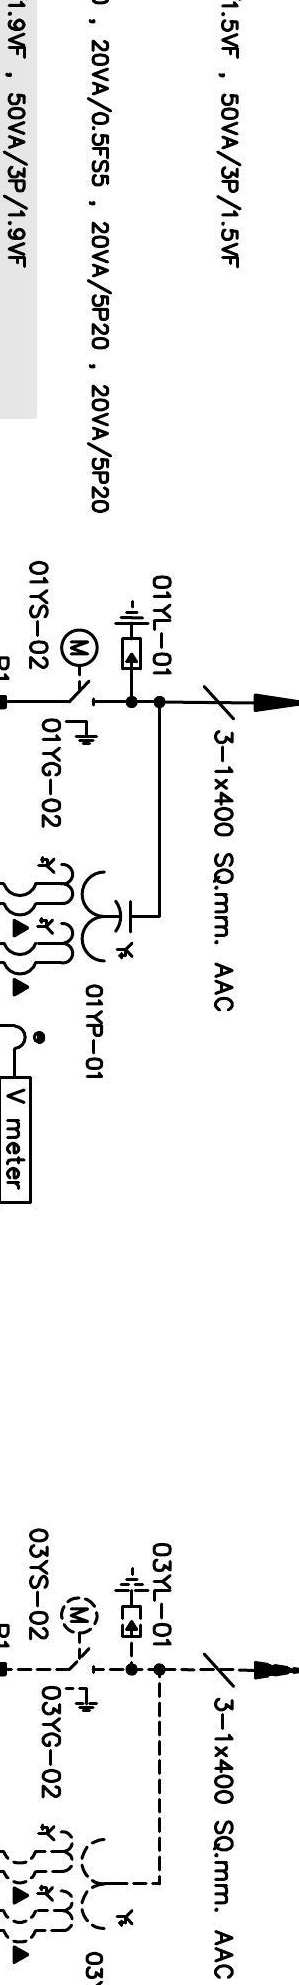 1.5VF , 50VA/3P/1.5VF
, 20VA/0.5FS5 , 20VA/5P20 , 20VA/5P20
1.9VF , 50VA/3P/1.9VF
3-1x400 SQ.mm. AAC
01YL-01
M
01YS-02
01YG-02
01YP-01
P1
V meter
3-1x400 SQ.mm. AAC
03YL-01
M
03YS-02
03YG-02
P1